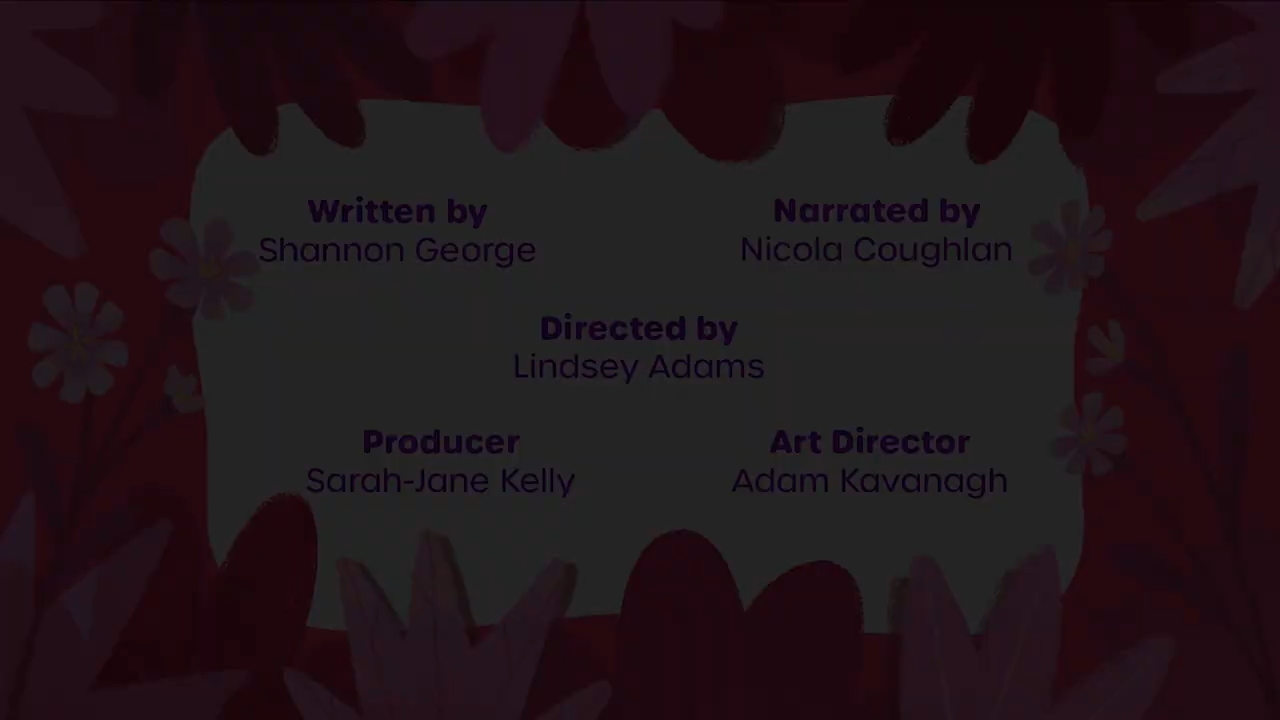 Written by
Shannon George
Narrated by
Nicola Coughlan
Directed by
Lindsey Adams
Producer
Sarah-Jane Kelly
Art Director
Adam Kavanagh